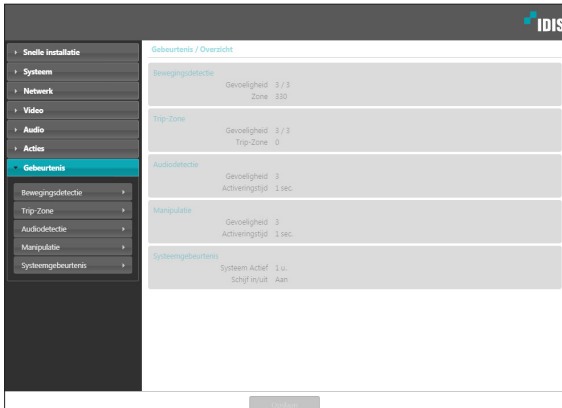 IDIS
Snelle installatie
Systeem
Netwerk
Video
Audio
Acties
Gebeurtenis
Bewegingsdetectie
Trip-Zone
Audiodetectie
Manipulatie
Systeemgebeurtenis
Gebeurtenis / Overzicht
Bewegingsdetectie
Gevoeligheid 3 / 3
Zone 330
Trip-Zone
Gevoeligheid 3 / 3
Trip-Zone 0
Audiodetectie
Gevoeligheid 3
Activeringstijd 1 sec.
Manipulatie
Gevoeligheid 3
Activeringstijd 1 sec.
Systeemgebeurtenis
Systeem Actief 1 u.
Schijf in/uit Aan